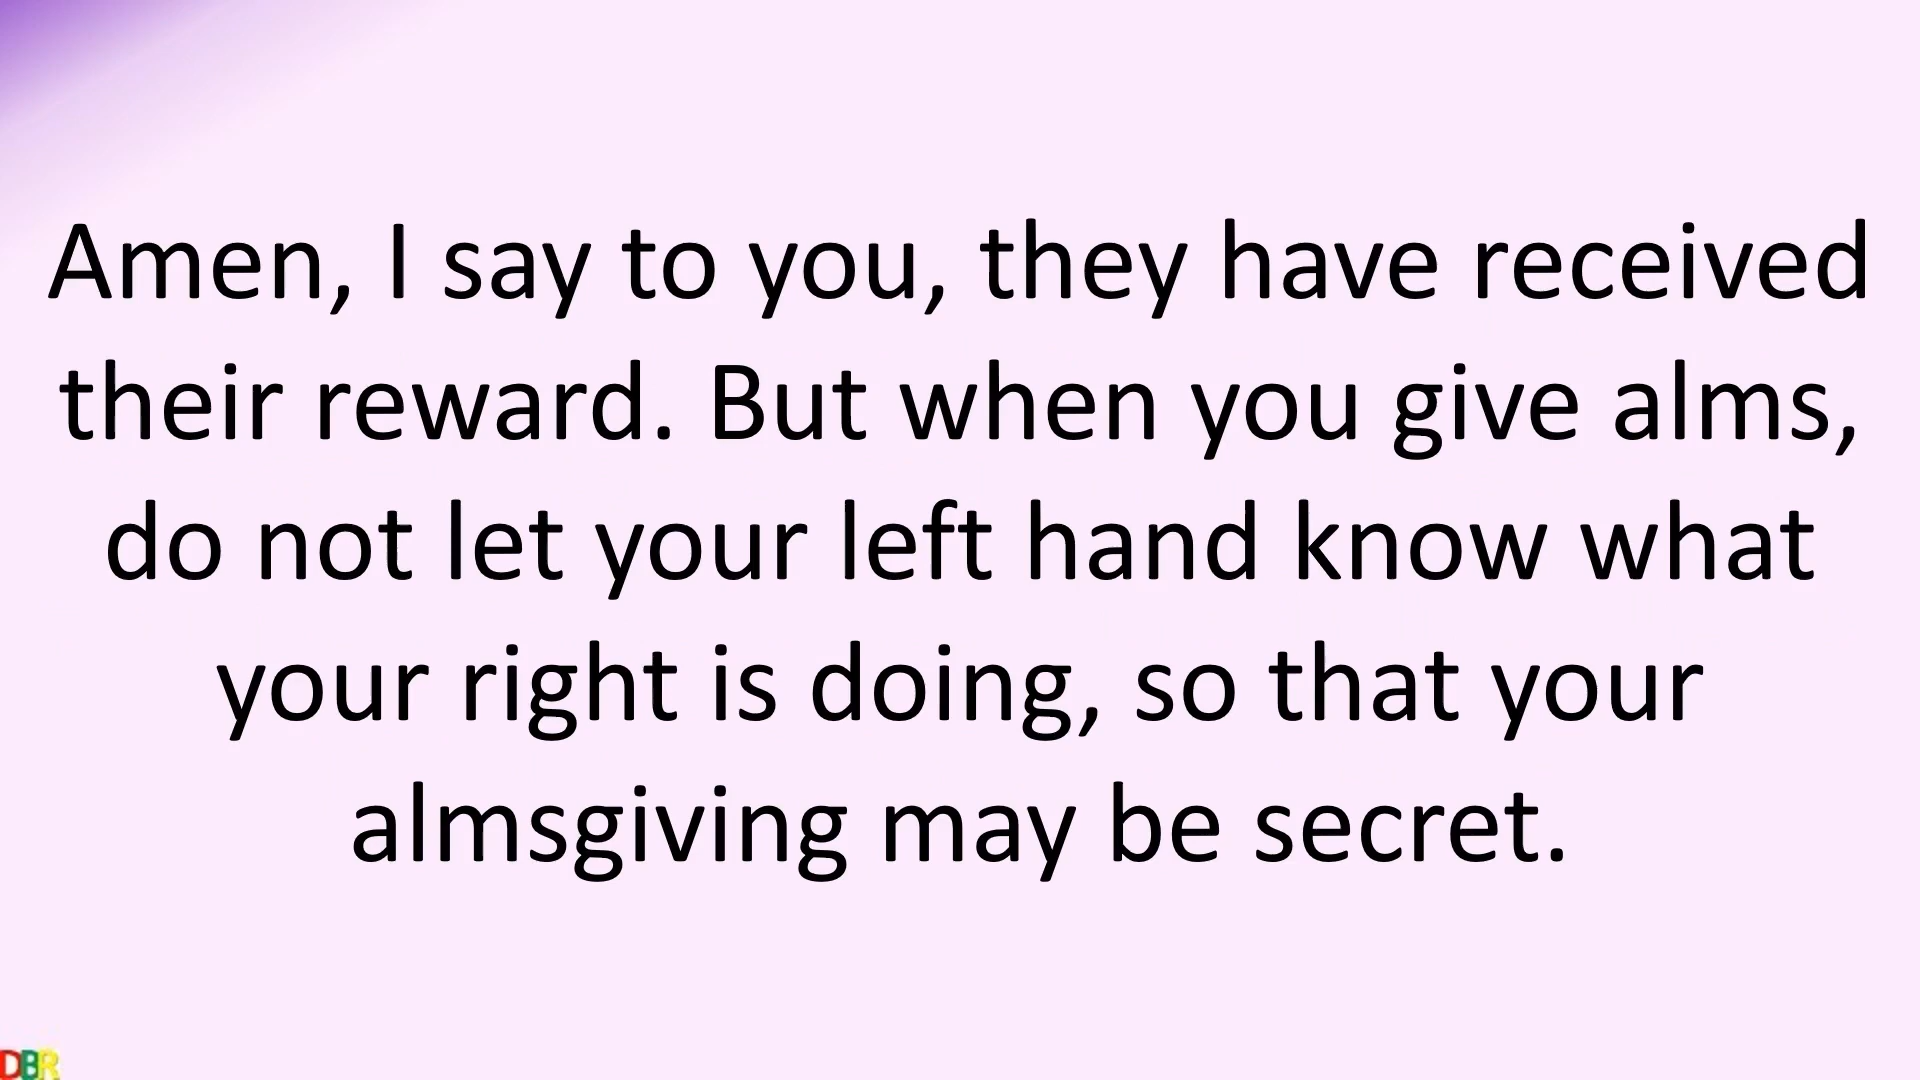 Amen, I say to you, they have received
their reward. But when you give alms,
do not let your left hand know what
your right is doing, so that your
almsgiving may be secret.
DBR